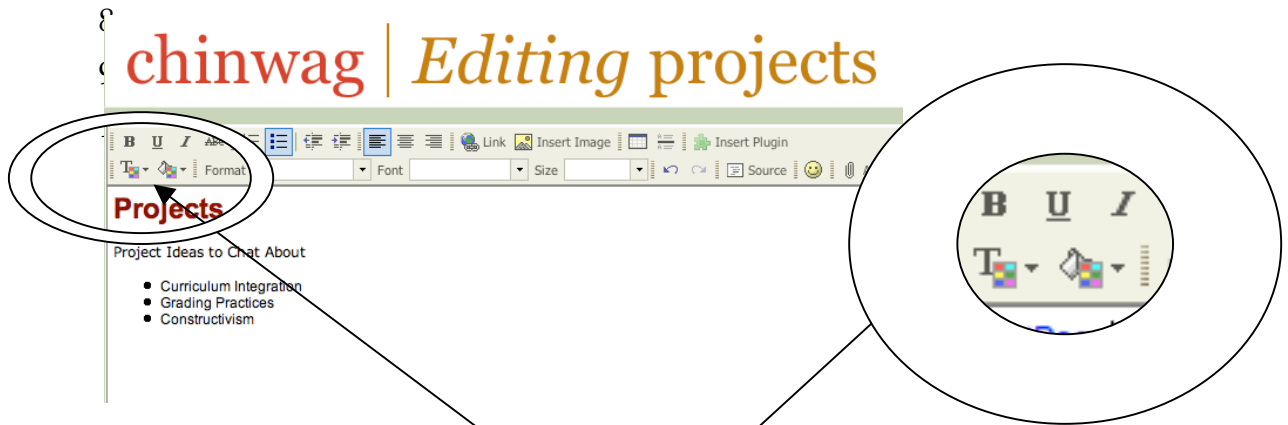 chinwag | Editing projects
B U I Link Insert Image Insert Plugin
Format Font Size Source
Projects
Project Ideas to Chat About
• Curriculum Integration
• Grading Practices
• Constructivism
B U I